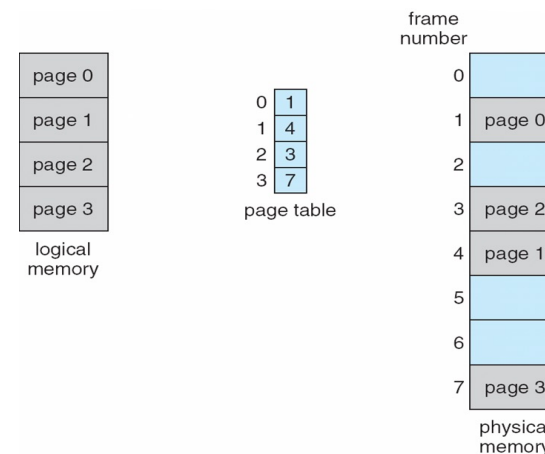 frame
number
page 0
page 1
page 2
page 3
logical
memory
0 1
1 4
2 3
3 7
page table
0
1 page 0
2
3 page 2
4 page 1
5
6
7 page 3
physica
memory